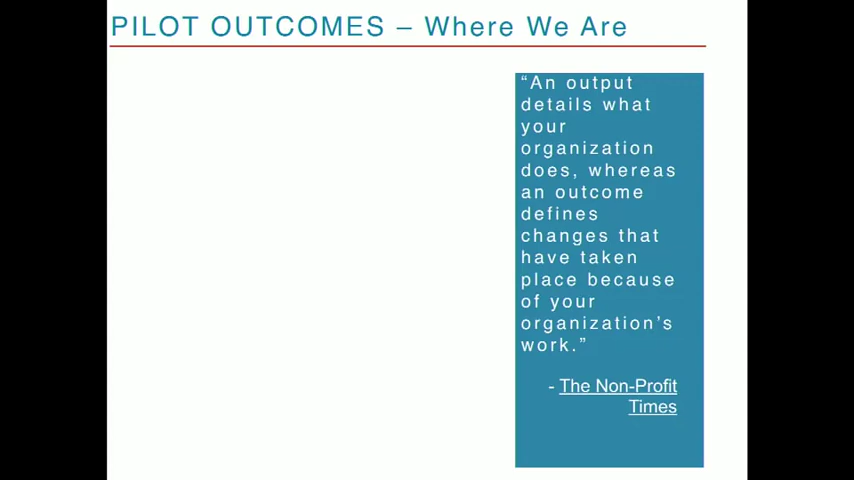 PILOT OUTCOMES – Where We Are
“An output
details what
your
organization
does, whereas
an outcome
defines
changes that
have taken
place because
of your
organization’s
work.”
- The Non-Profit
Times